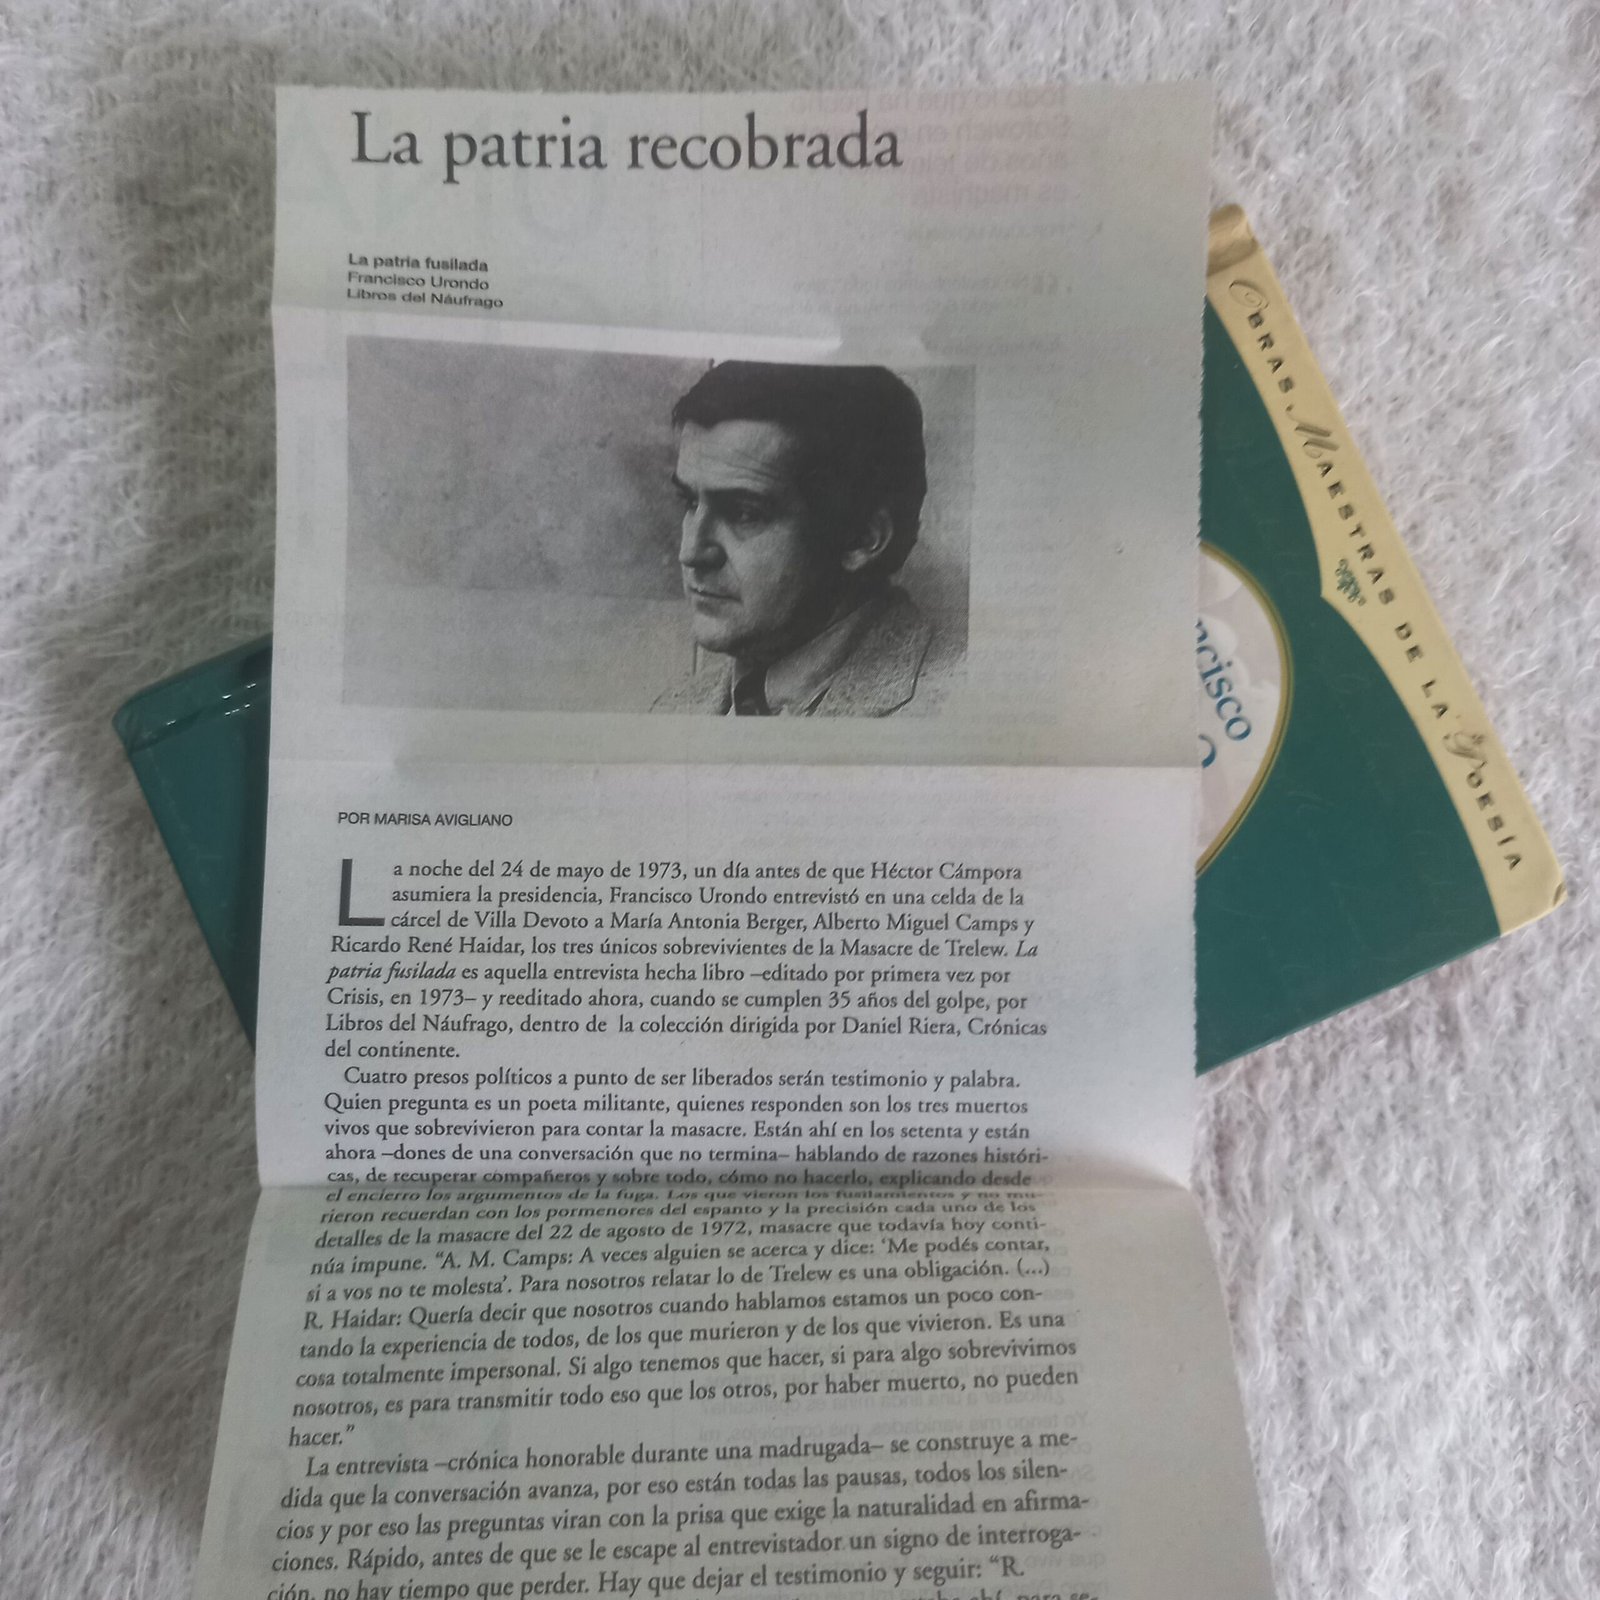 La patria recobrada
La patria fusilada
Francisco Urondo
Libros del Náufrago
POR MARISA AVIGLIANO
La noche del 24 de mayo de 1973, un día antes de que Héctor Cámpora
asumiera la presidencia, Francisco Urondo entrevistó en una celda de la
cárcel de Villa Devoto a María Antonia Berger, Alberto Miguel Camps y
Ricardo René Haidar, los tres únicos sobrevivientes de la Masacre de Trelew. La
patria fusilada es aquella entrevista hecha libro –editado por primera vez por
Crisis, en 1973– y reeditado ahora, cuando se cumplen 35 años del golpe, por
Libros del Náufrago, dentro de la colección dirigida por Daniel Riera, Crónicas
del continente.
Cuatro presos políticos a punto de ser liberados serán testimonio y palabra.
Quien pregunta es un poeta militante, quienes responden son los tres muertos
vivos que sobrevivieron para contar la masacre. Están ahí en los setenta y están
ahora –dones de una conversación que no termina– hablando de razones históri-
cas, de recuperar compañeros y sobre todo, cómo no hacerlo, explicando desde
el encierro los argumentos de la fuga. Los que vieron los fusilamientos y no mu-
rieron recuerdan con los pormenores del espanto y la precisión cada uno de los
detalles de la masacre del 22 de agosto de 1972, masacre que todavía hoy conti-
núa impune. “A. M. Camps: A veces alguien se acerca y dice: ‘Me podés contar,
si a vos no te molesta’. Para nosotros relatar lo de Trelew es una obligación. (...)
R. Haidar: Quería decir que nosotros cuando hablamos estamos un poco con-
tando la experiencia de todos, de los que murieron y de los que vivieron. Es una
cosa totalmente impersonal. Si algo tenemos que hacer, si para algo sobrevivimos
nosotros, es para transmitir todo eso que los otros, por haber muerto, no pueden
hacer.”
La entrevista –crónica honorable durante una madrugada– se construye a me-
dida que la conversación avanza, por eso están todas las pausas, todos los silen-
cios y por eso las preguntas viran con la prisa que exige la naturalidad en afirma-
ciones. Rápido, antes de que se le escape al entrevistador un signo de interroga-
ción, no hay tiempo que perder. Hay que dejar el testimonio y seguir: “R.
ahí, para se-
OBRAS MAESTRAS DE LA POESÍA
ncisco